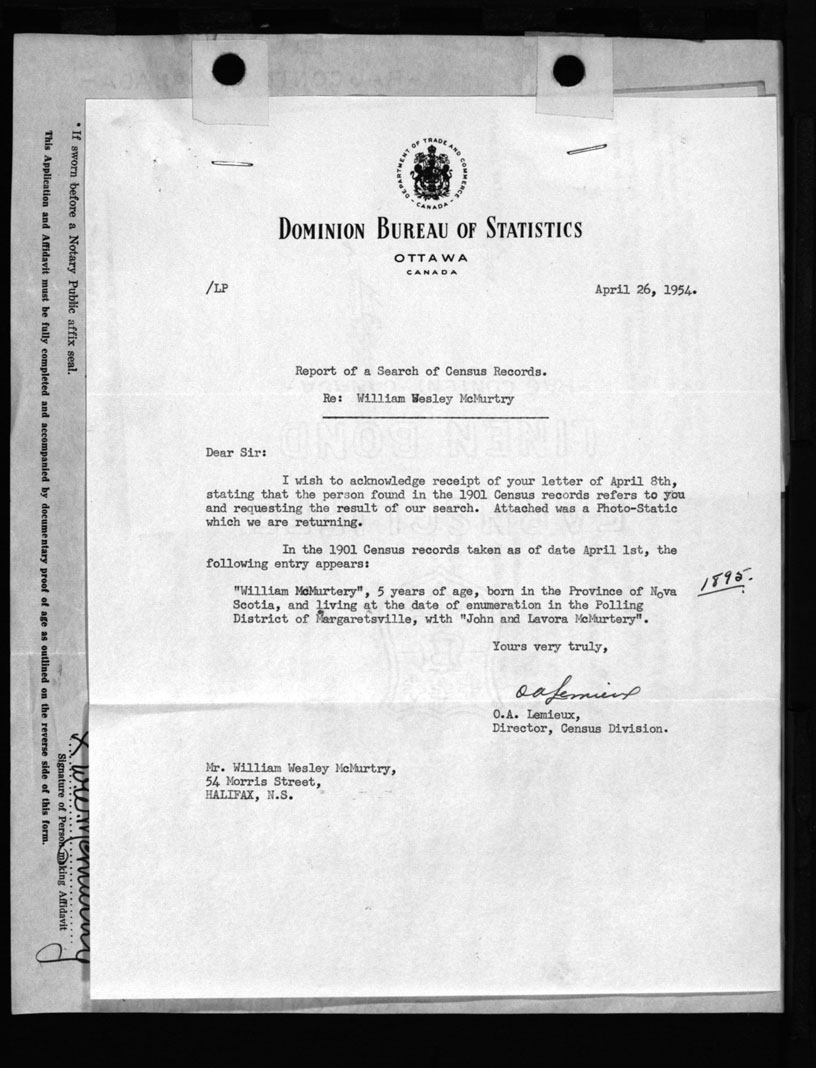 DEPARTMENT OF TRADE AND COMMERCE
- CANADA -
DOMINION BUREAU OF STATISTICS
OTTAWA
CANADA
/LP
April 26, 1954.
Report of a Search of Census Records.
Re: William Wesley McMurtry
Dear Sir:
I wish to acknowledge receipt of your letter of April 8th,
stating that the person found in the 1901 Census records refers to you
and requesting the result of our search. Attached was a Photo-Static
which we are returning.
In the 1901 Census records taken as of date April 1st, the
following entry appears:
"William McMurtery", 5 years of age, born in the Province of Nova
Scotia, and living at the date of enumeration in the Polling
District of Margaretsville, with "John and Lavora McMurtery".
1895.
Yours very truly,
O A Lemieux
O.A. Lemieux,
Director, Census Division.
Mr. William Wesley McMurtry,
54 Morris Street,
HALIFAX, N.S.
* If sworn before a Notary Public affix seal.
This Application and Affidavit must be fully completed and accompanied by documentary proof of age as outlined on the reverse side of this form.
Signature of Person making Affidavit